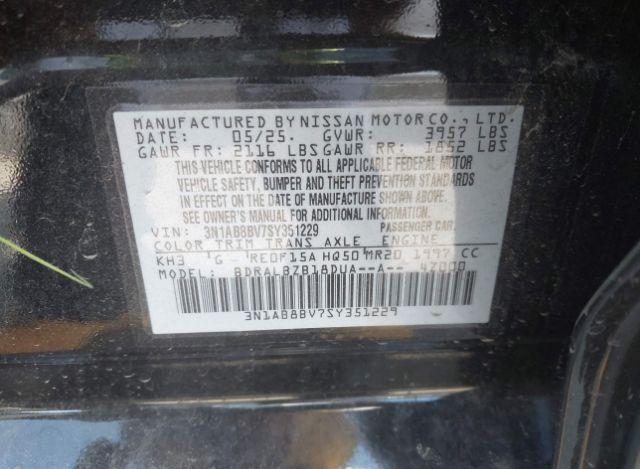 MANUFACTURED BY NISSAN MOTOR CO., LTD.
DATE: 05/25. GVWR: 3957 LBS
GAWR FR: 2116 LBS GAWR RR: 1852 LBS
THIS VEHICLE CONFORMS TO ALL APPLICABLE FEDERAL MOTOR
VEHICLE SAFETY, BUMPER AND THEFT PREVENTION STANDARDS
IN EFFECT ON THE DATE OF MANUFACTURE SHOWN ABOVE.
SEE OWNER'S MANUAL FOR ADDITIONAL INFORMATION.
VIN: 3N1AB8BV7SY351229 PASSENGER CAR.
COLOR TRIM TRANS AXLE ENGINE
KH3 G RE0F15A HQ50 MR20 1997 CC
MODEL: BDRALBZB18DUA--A-- 4Z000
3N1AB8BV7SY351229